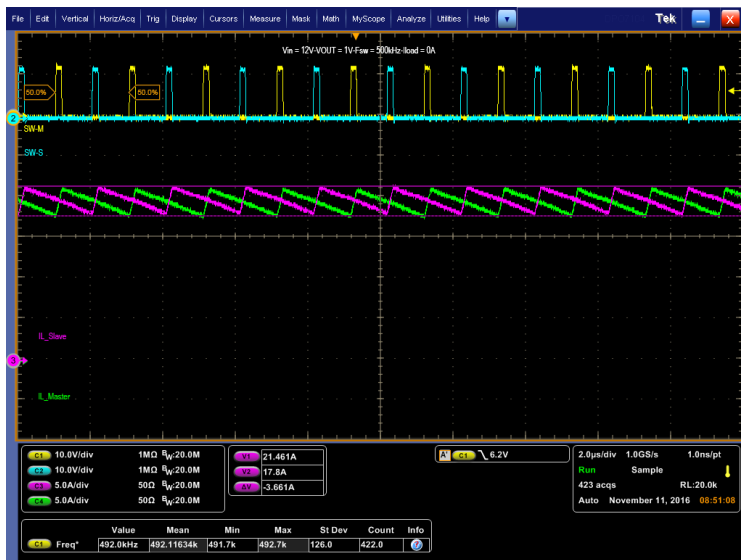 File Edit Vertical Horiz/Acq Trig Display Cursors Measure Mask Math MyScope Analyze Utilities Help Tek X
Vin = 12V-VOUT = 1V-Fsw = 500kHz-Iload = 0A
50.0% 50.0%
2
SW-M
SW-S
IL_Slave
3
IL_Master
C1 10.0V/div 1MΩ BW:20.0M
C2 10.0V/div 1MΩ BW:20.0M
C3 5.0A/div 50Ω BW:20.0M
C4 5.0A/div 50Ω BW:20.0M
V1 21.461A
V2 17.8A
ΔV -3.661A
A' C1 6.2V
2.0µs/div 1.0GS/s 1.0ns/pt
Run Sample
423 acqs RL:20.0k
Auto November 11, 2016 08:51:08
Value Mean Min Max St Dev Count Info
C1 Freq* 492.0kHz 492.11634k 491.7k 492.7k 126.0 422.0